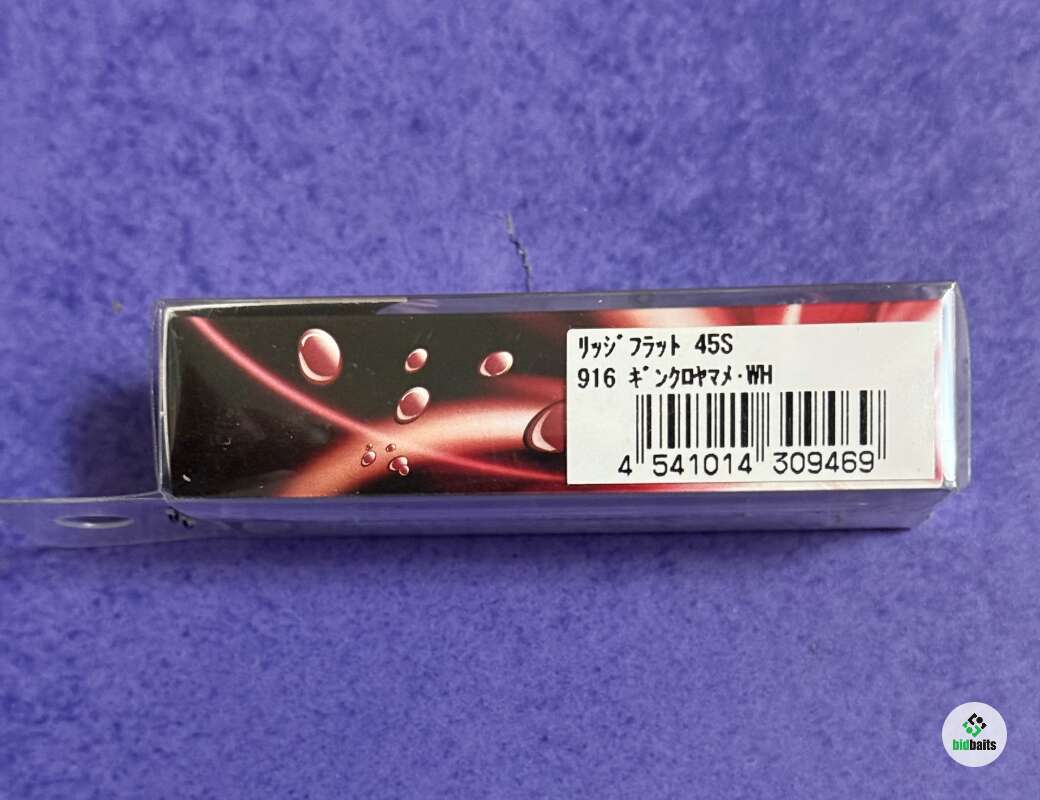 ﾘｯｼﾞﾌﾗｯﾄ 45S
916 ｷﾞﾝｸﾛﾔﾏﾒ･WH
4 541014 309469
bidbaits